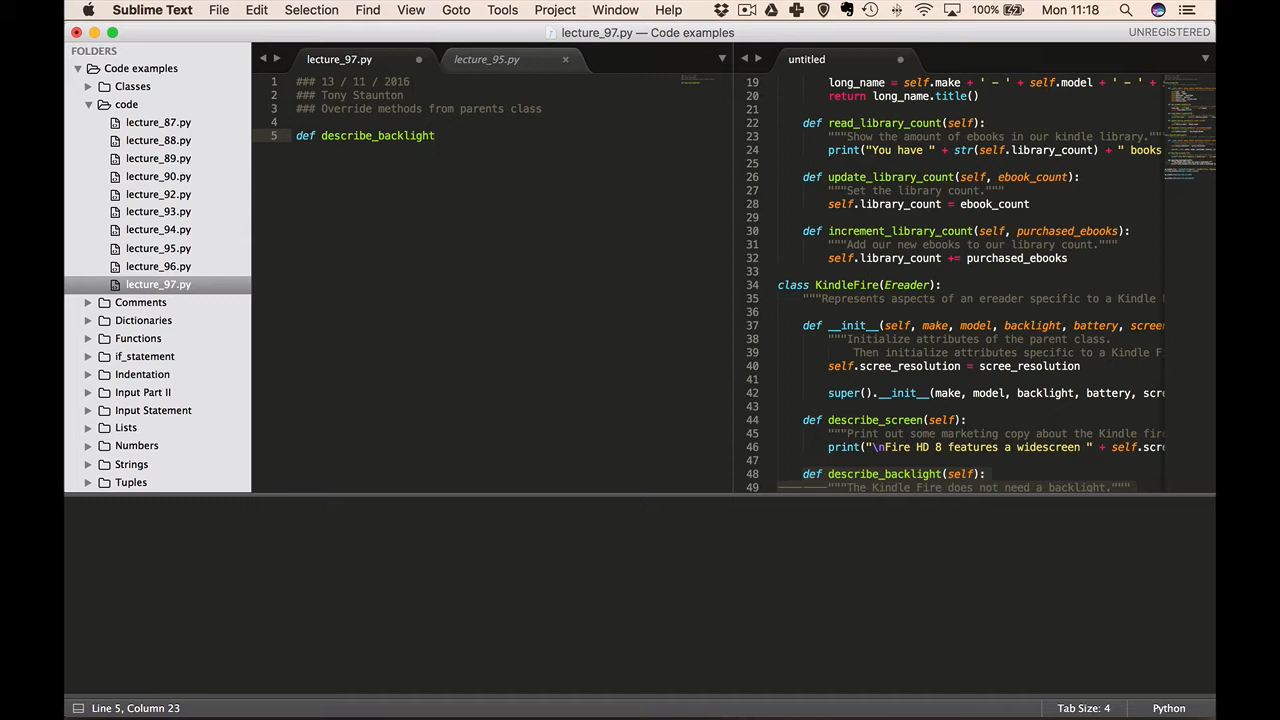 Sublime Text File Edit Selection Find View Goto Tools Project Window Help 100% Mon 11:18
lecture_97.py — Code examples UNREGISTERED
FOLDERS
Code examples
Classes
code
lecture_87.py
lecture_88.py
lecture_89.py
lecture_90.py
lecture_92.py
lecture_93.py
lecture_94.py
lecture_95.py
lecture_96.py
lecture_97.py
Comments
Dictionaries
Functions
if_statement
Indentation
Input Part II
Input Statement
Lists
Numbers
Strings
Tuples
lecture_97.py lecture_95.py
1 ### 13 / 11 / 2016
2 ### Tony Staunton
3 ### Override methods from parents class
4
5 def describe_backlight
untitled
19 long_name = self.make + ' - ' + self.model + ' - ' +
20 return long_name.title()
21
22 def read_library_count(self):
23 """Show the amount of ebooks in our kindle library."""
24 print("You have " + str(self.library_count) + " books
25
26 def update_library_count(self, ebook_count):
27 """Set the library count."""
28 self.library_count = ebook_count
29
30 def increment_library_count(self, purchased_ebooks):
31 """Add our new ebooks to our library count."""
32 self.library_count += purchased_ebooks
33
34 class KindleFire(Ereader):
35 """Represents aspects of an ereader specific to a Kindle
36
37 def __init__(self, make, model, backlight, battery, scree
38 """Initialize attributes of the parent class.
39 Then initialize attributes specific to a Kindle Fi
40 self.scree_resolution = scree_resolution
41
42 super().__init__(make, model, backlight, battery, scre
43
44 def describe_screen(self):
45 """Print out some marketing copy about the Kindle fire
46 print("\nFire HD 8 features a widescreen " + self.scre
47
48 def describe_backlight(self):
49 """The Kindle Fire does not need a backlight."""
Line 5, Column 23 Tab Size: 4 Python